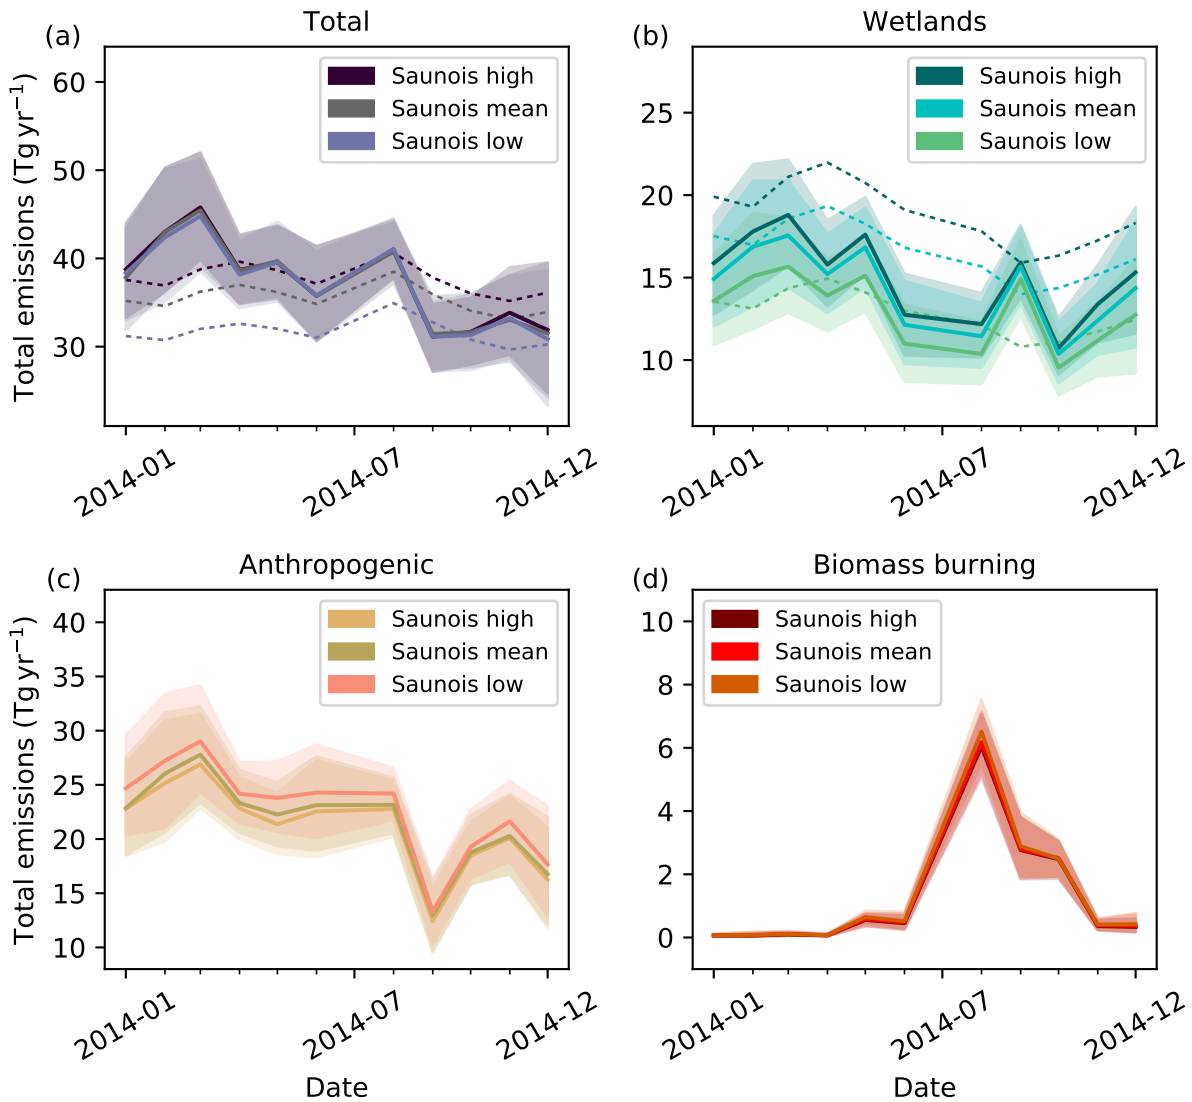 (a)
Total
Total emissions (Tg yr⁻¹)
60
50
40
30
Saunois high
Saunois mean
Saunois low
2014-01
2014-07
2014-12
(b)
Wetlands
25
20
15
10
Saunois high
Saunois mean
Saunois low
2014-01
2014-07
2014-12
(c)
Anthropogenic
Total emissions (Tg yr⁻¹)
40
35
30
25
20
15
10
Saunois high
Saunois mean
Saunois low
2014-01
2014-07
2014-12
Date
(d)
Biomass burning
10
8
6
4
2
0
Saunois high
Saunois mean
Saunois low
2014-01
2014-07
2014-12
Date